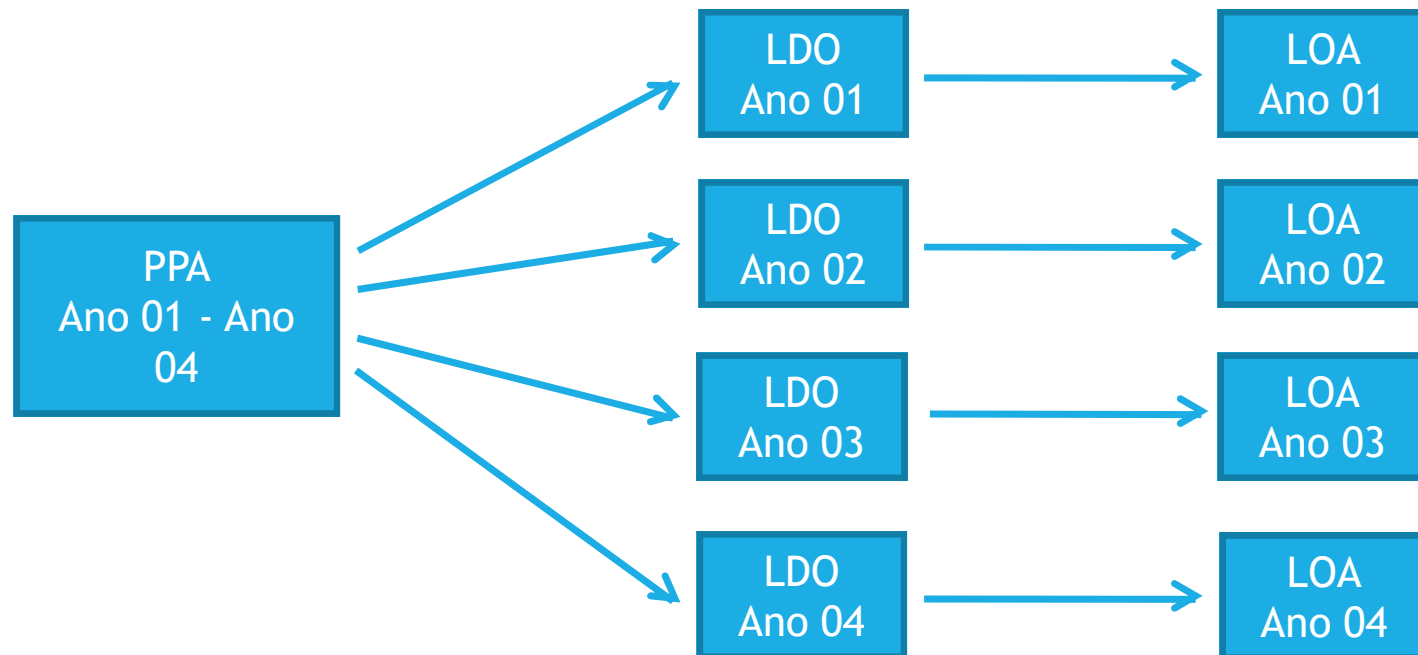 PPA
Ano 01 - Ano
04
LDO
Ano 01
LOA
Ano 01
LDO
Ano 02
LOA
Ano 02
LDO
Ano 03
LOA
Ano 03
LDO
Ano 04
LOA
Ano 04